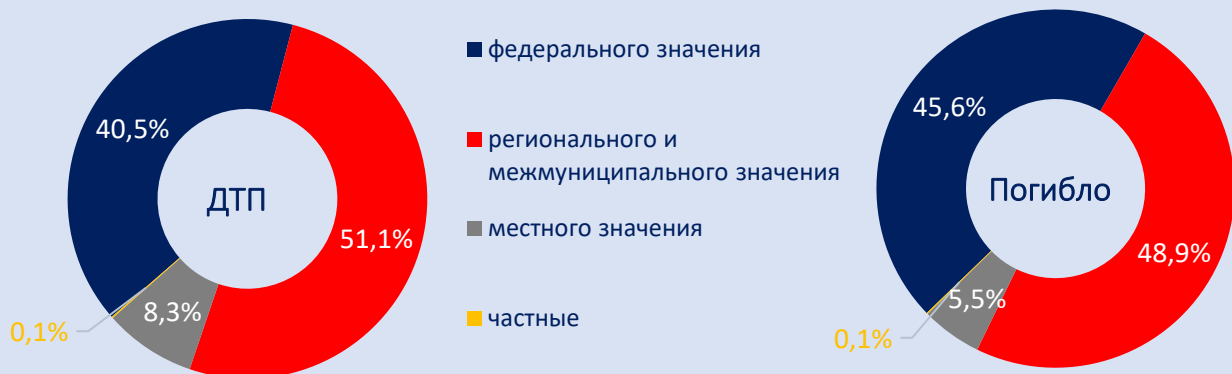 40,5%
ДТП
51,1%
8,3%
0,1%
федерального значения
регионального и
межмуниципального значения
местного значения
частные
45,6%
Погибло
48,9%
5,5%
0,1%